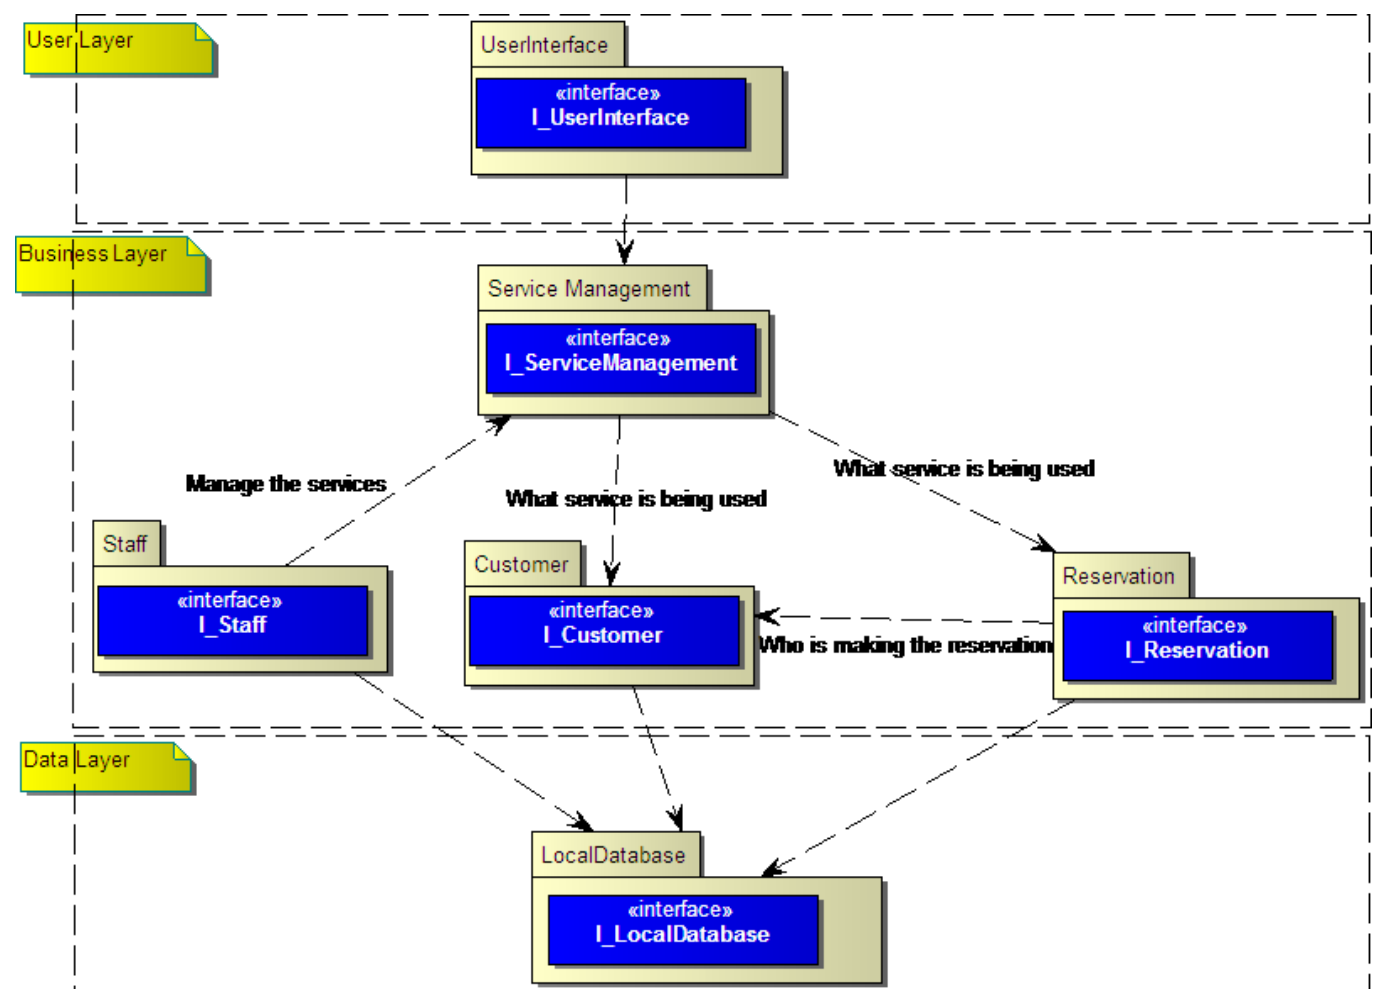 User Layer
UserInterface
«interface»
I_UserInterface
Business Layer
Service Management
«interface»
I_ServiceManagement
What service is being used
Manage the services
What service is being used
Staff
«interface»
I_Staff
Customer
«interface»
I_Customer
Reservation
«interface»
I_Reservation
Who is making the reservation
Data Layer
LocalDatabase
«interface»
I_LocalDatabase